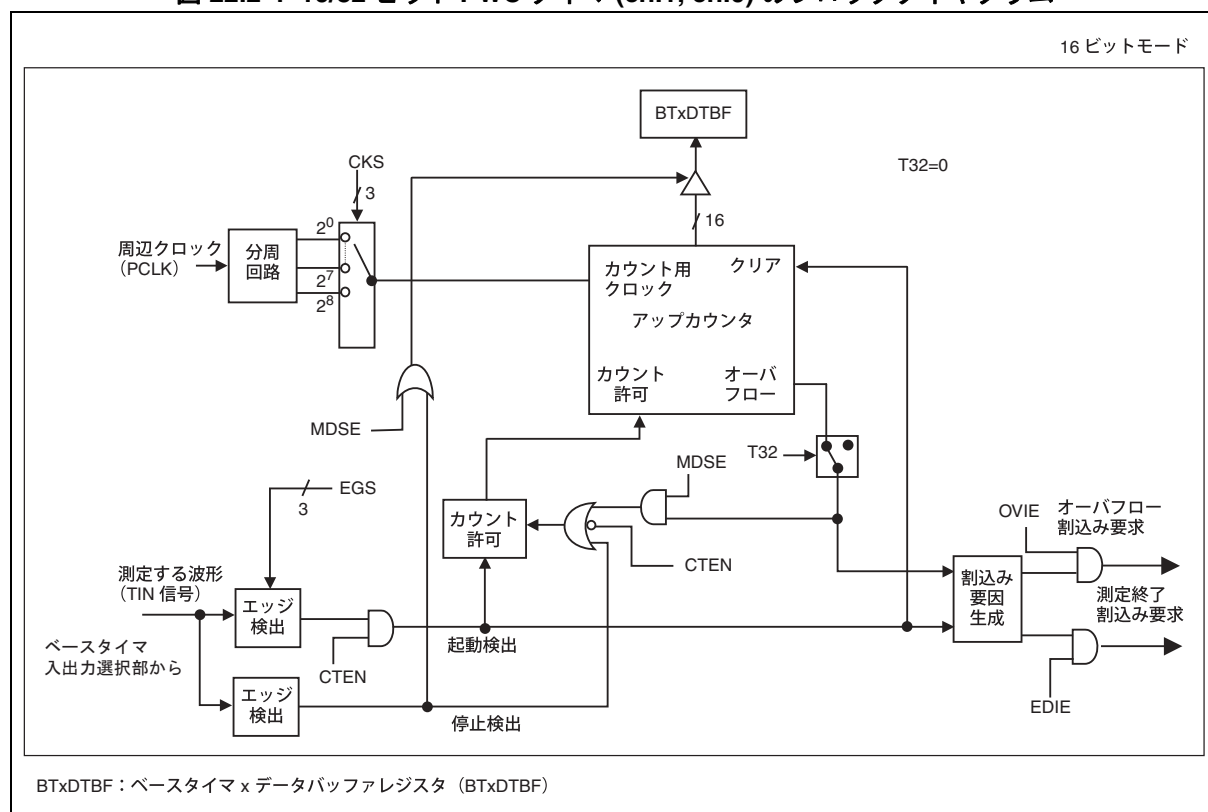 16 ビットモード
BTxDTBF
T32=0
CKS
3
16
周辺クロック
（PCLK）
分周
回路
2⁰
2⁷
2⁸
カウント用
クロック
クリア
アップカウンタ
カウント
許可
オーバ
フロー
MDSE
T32
MDSE
EGS
3
カウント
許可
CTEN
OVIE
オーバフロー
割込み要求
測定する波形
（TIN 信号）
エッジ
検出
割込み
要因
生成
測定終了
割込み要求
ベースタイマ
入出力選択部から
CTEN
起動検出
エッジ
検出
停止検出
EDIE
BTxDTBF：ベースタイマ x データバッファレジスタ（BTxDTBF）